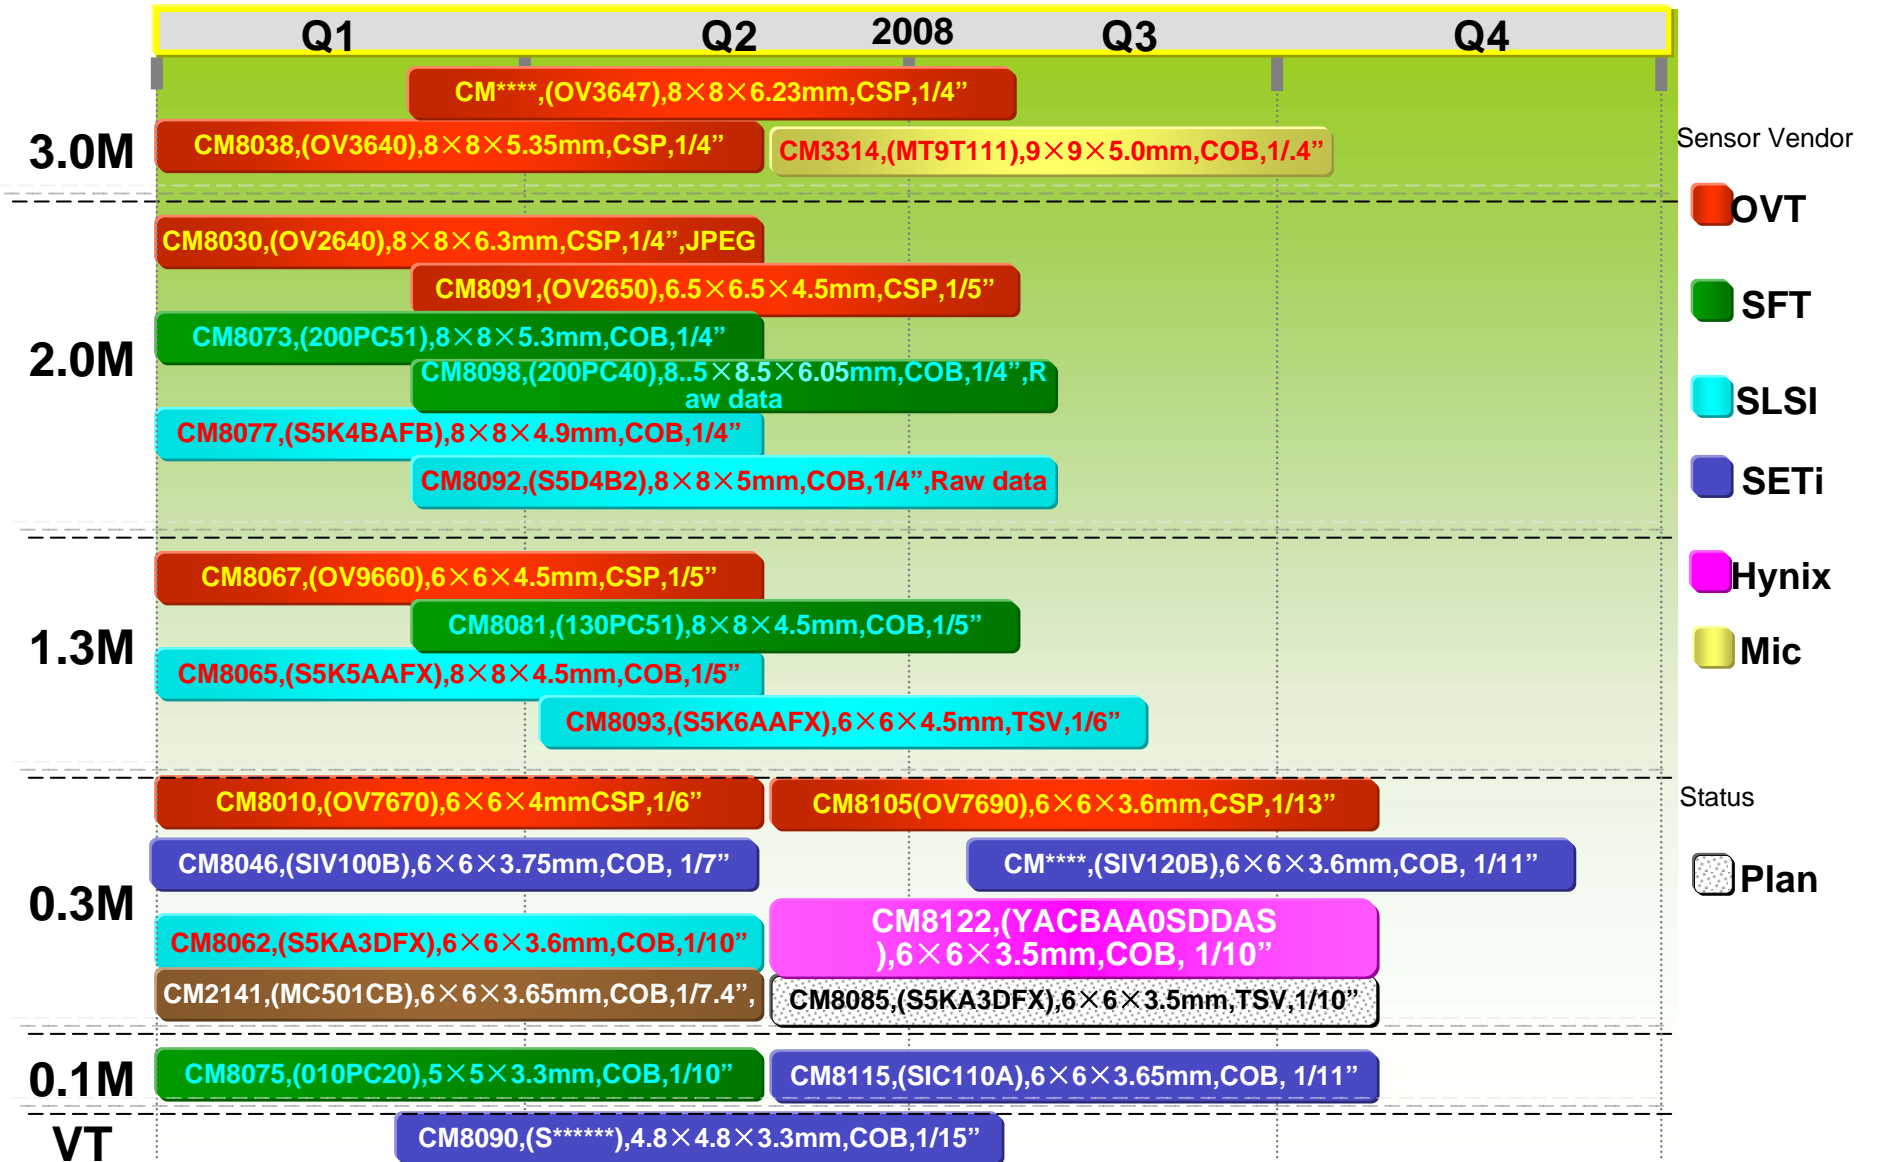 Q1 Q2 2008 Q3 Q4
CM****,(OV3647),8×8×6.23mm,CSP,1/4”
3.0M
CM8038,(OV3640),8×8×5.35mm,CSP,1/4”
CM3314,(MT9T111),9×9×5.0mm,COB,1/.4”
Sensor Vendor
OVT
SFT
SLSI
SETi
Hynix
Mic
2.0M
CM8030,(OV2640),8×8×6.3mm,CSP,1/4”,JPEG
CM8091,(OV2650),6.5×6.5×4.5mm,CSP,1/5”
CM8073,(200PC51),8×8×5.3mm,COB,1/4”
CM8098,(200PC40),8..5×8.5×6.05mm,COB,1/4”,R
aw data
CM8077,(S5K4BAFB),8×8×4.9mm,COB,1/4”
CM8092,(S5D4B2),8×8×5mm,COB,1/4”,Raw data
1.3M
CM8067,(OV9660),6×6×4.5mm,CSP,1/5”
CM8081,(130PC51),8×8×4.5mm,COB,1/5”
CM8065,(S5K5AAFX),8×8×4.5mm,COB,1/5”
CM8093,(S5K6AAFX),6×6×4.5mm,TSV,1/6”
0.3M
CM8010,(OV7670),6×6×4mmCSP,1/6”
CM8105(OV7690),6×6×3.6mm,CSP,1/13”
CM8046,(SIV100B),6×6×3.75mm,COB, 1/7”
CM****,(SIV120B),6×6×3.6mm,COB, 1/11”
CM8062,(S5KA3DFX),6×6×3.6mm,COB,1/10”
CM8122,(YACBAA0SDDAS
),6×6×3.5mm,COB, 1/10”
CM2141,(MC501CB),6×6×3.65mm,COB,1/7.4”,
CM8085,(S5KA3DFX),6×6×3.5mm,TSV,1/10”
Status
Plan
0.1M
CM8075,(010PC20),5×5×3.3mm,COB,1/10”
CM8115,(SIC110A),6×6×3.65mm,COB, 1/11”
VT
CM8090,(S******),4.8×4.8×3.3mm,COB,1/15”